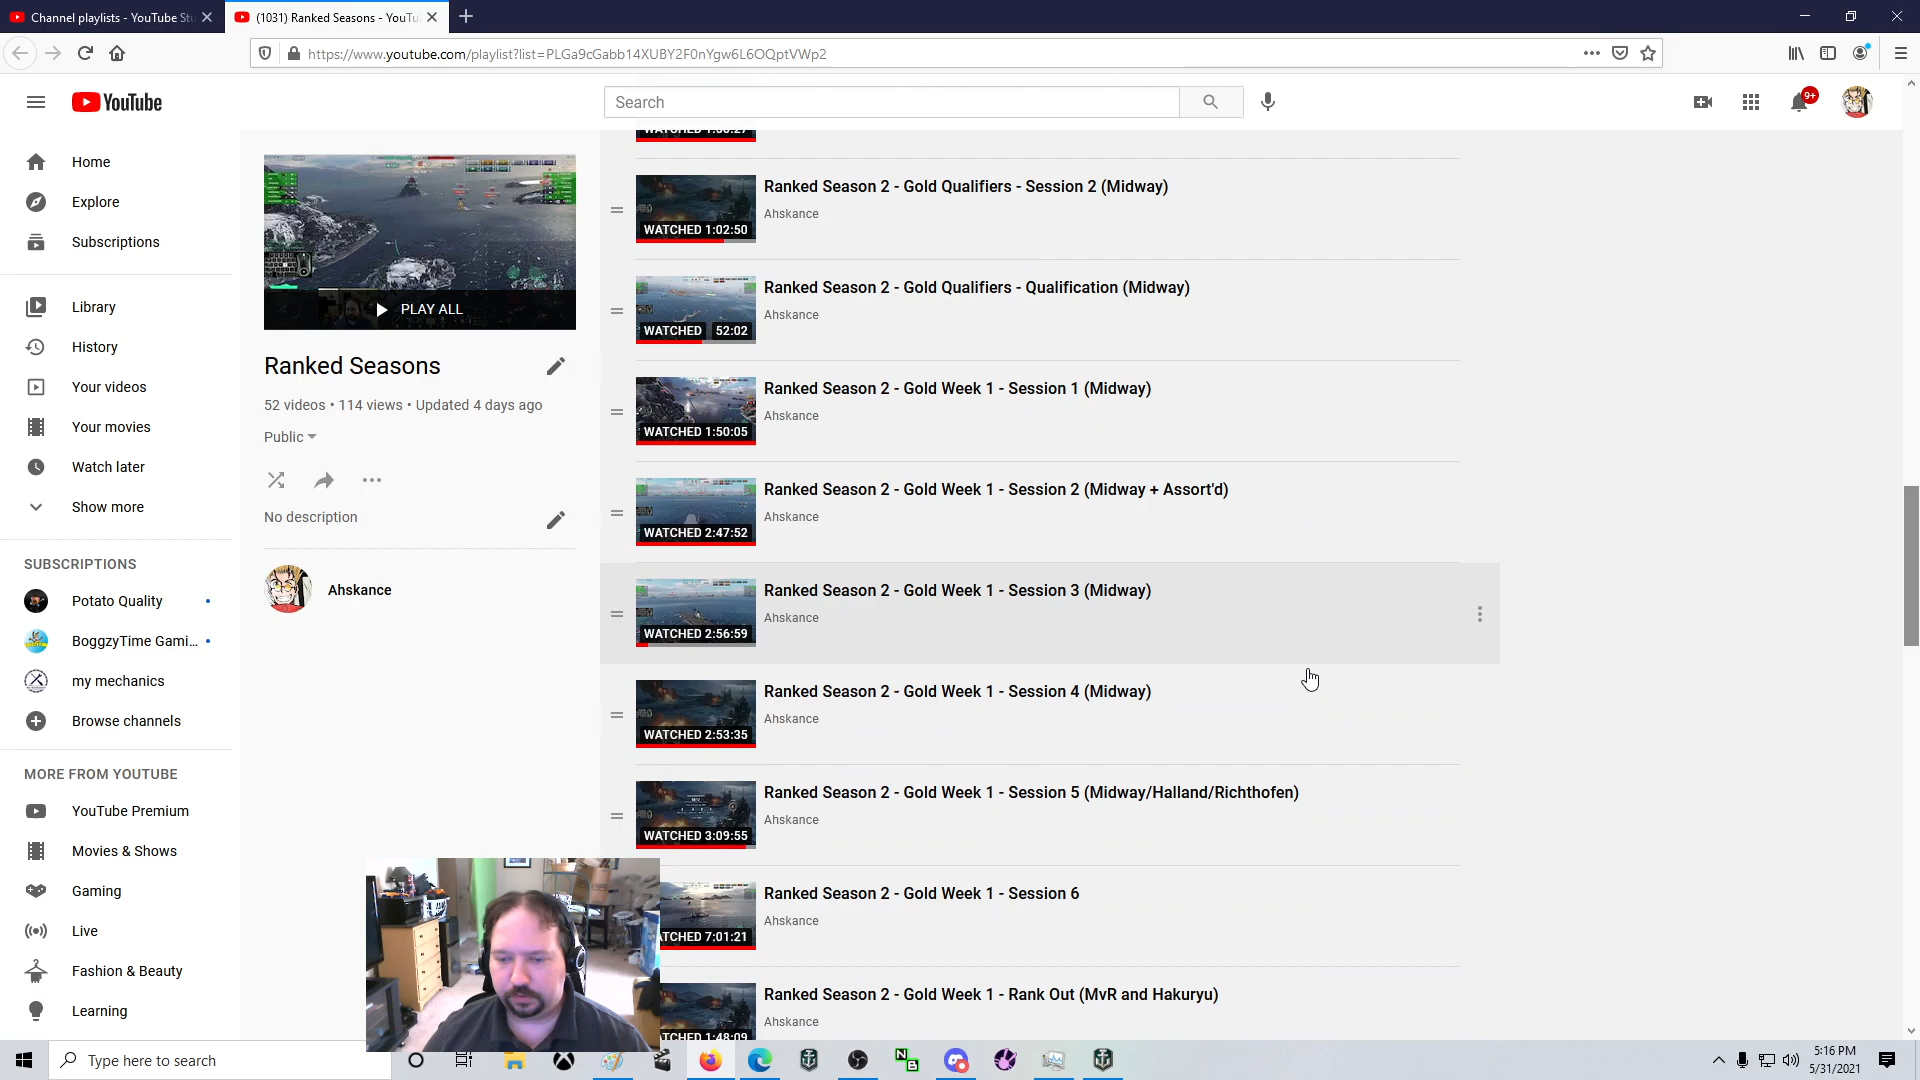 Channel playlists - YouTube Stu
(1031) Ranked Seasons - YouTu
https://www.youtube.com/playlist?list=PLGa9cGabb14XUBY2F0nYgw6L6OQptVWp2
YouTube
Search
9+
Home
Explore
Subscriptions
Library
History
Your videos
Your movies
Watch later
Show more
SUBSCRIPTIONS
Potato Quality
BoggzyTime Gami...
my mechanics
Browse channels
MORE FROM YOUTUBE
YouTube Premium
Movies & Shows
Gaming
Live
Fashion & Beauty
Learning
PLAY ALL
Ranked Seasons
52 videos • 114 views • Updated 4 days ago
Public
No description
Ahskance
Ranked Season 2 - Gold Qualifiers - Session 2 (Midway)
Ahskance
WATCHED 1:02:50
Ranked Season 2 - Gold Qualifiers - Qualification (Midway)
Ahskance
WATCHED 52:02
Ranked Season 2 - Gold Week 1 - Session 1 (Midway)
Ahskance
WATCHED 1:50:05
Ranked Season 2 - Gold Week 1 - Session 2 (Midway + Assort'd)
Ahskance
WATCHED 2:47:52
Ranked Season 2 - Gold Week 1 - Session 3 (Midway)
Ahskance
WATCHED 2:56:59
Ranked Season 2 - Gold Week 1 - Session 4 (Midway)
Ahskance
WATCHED 2:53:35
Ranked Season 2 - Gold Week 1 - Session 5 (Midway/Halland/Richthofen)
Ahskance
WATCHED 3:09:55
Ranked Season 2 - Gold Week 1 - Session 6
Ahskance
TCHED 7:01:21
Ranked Season 2 - Gold Week 1 - Rank Out (MvR and Hakuryu)
Ahskance
TCHED 1:48:09
Type here to search
N
B
5:16 PM
5/31/2021